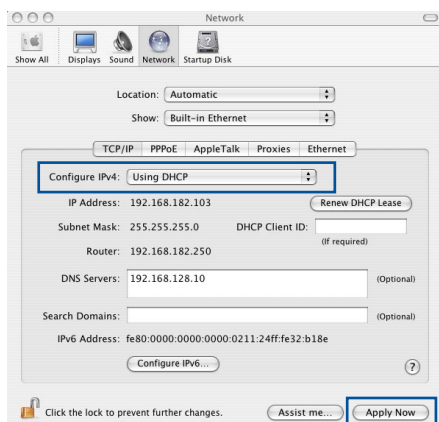 Network
Show All Displays Sound Network Startup Disk
Location: Automatic
Show: Built-in Ethernet
TCP/IP PPPoE AppleTalk Proxies Ethernet
Configure IPv4: Using DHCP
IP Address: 192.168.182.103 Renew DHCP Lease
Subnet Mask: 255.255.255.0 DHCP Client ID:
(If required)
Router: 192.168.182.250
DNS Servers: 192.168.128.10 (Optional)
Search Domains: (Optional)
IPv6 Address: fe80:0000:0000:0000:0211:24ff:fe32:b18e
Configure IPv6... ?
Click the lock to prevent further changes. Assist me... Apply Now